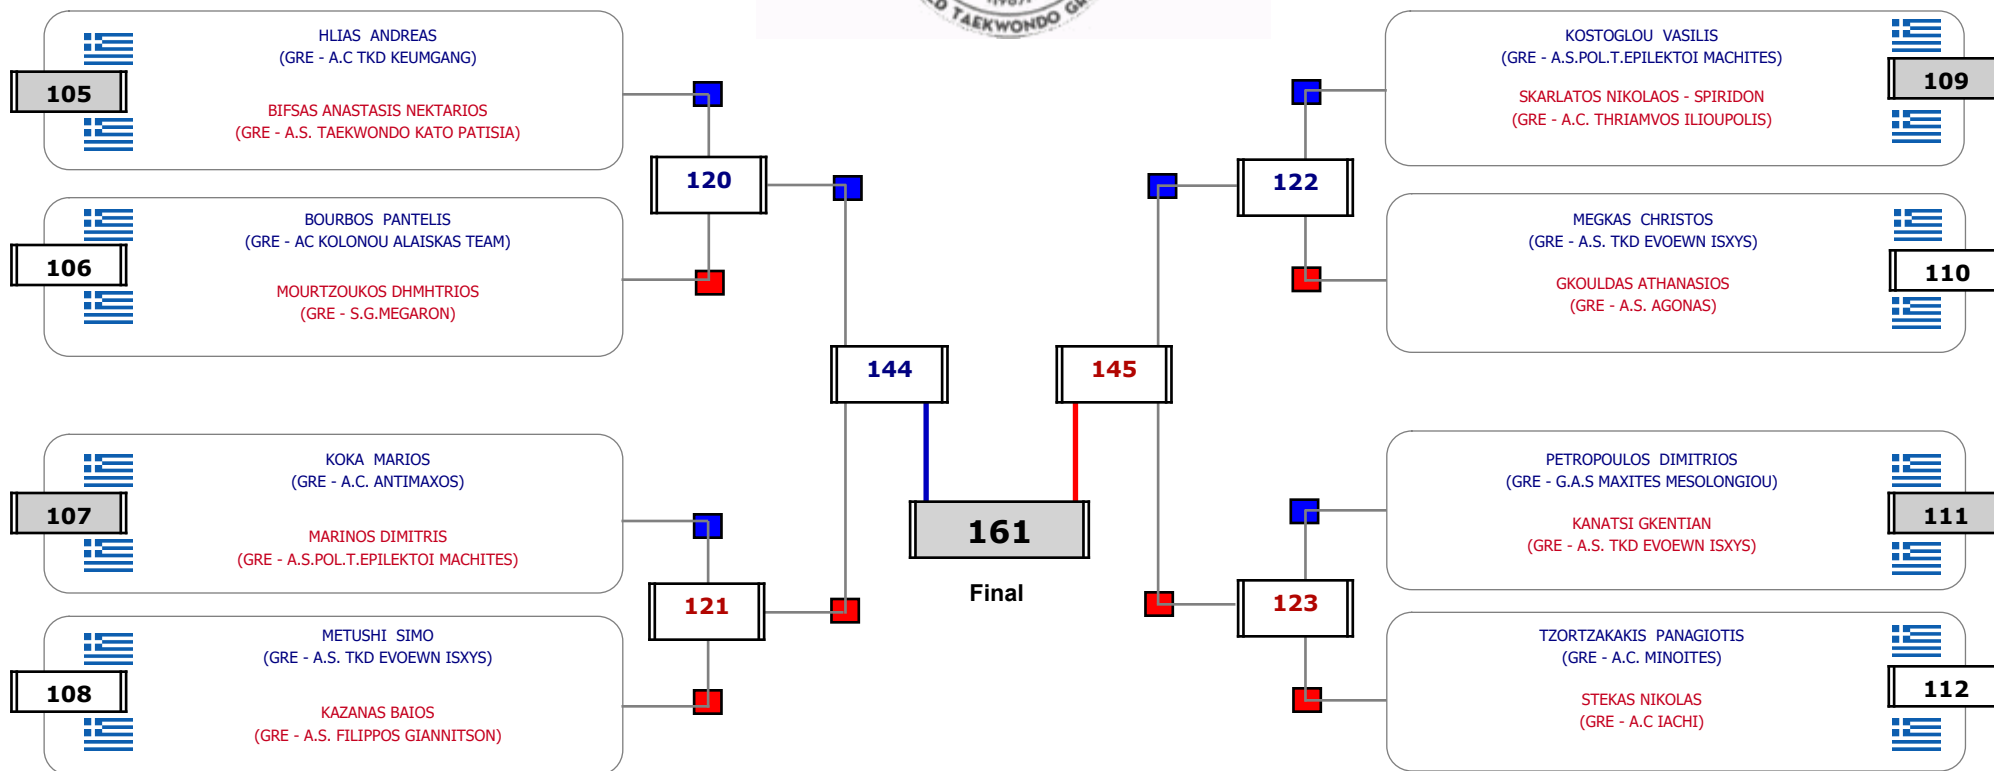 TAEKWONDO
HLIAS ANDREAS
(GRE - A.C TKD KEUMGANG)
105
BIFSAS ANASTASIS NEKTARIOS
(GRE - A.S. TAEKWONDO KATO PATISIA)
BOURBOS PANTELIS
(GRE - AC KOLONOU ALAISKAS TEAM)
106
MOURTZOUKOS DHMHTRIOS
(GRE - S.G.MEGARON)
KOKA MARIOS
(GRE - A.C. ANTIMAXOS)
107
MARINOS DIMITRIS
(GRE - A.S.POL.T.EPILEKTOI MACHITES)
METUSHI SIMO
(GRE - A.S. TKD EVOEWN ISXYS)
108
KAZANAS BAIOS
(GRE - A.S. FILIPPOS GIANNITSON)
120
121
144
161
Final
145
122
123
KOSTOGLOU VASILIS
(GRE - A.S.POL.T.EPILEKTOI MACHITES)
109
SKARLATOS NIKOLAOS - SPIRIDON
(GRE - A.C. THRIAMVOS ILIOUPOLIS)
MEGKAS CHRISTOS
(GRE - A.S. TKD EVOEWN ISXYS)
110
GKOULDAS ATHANASIOS
(GRE - A.S. AGONAS)
PETROPOULOS DIMITRIOS
(GRE - G.A.S MAXITES MESOLONGIOU)
111
KANATSI GKENTIAN
(GRE - A.S. TKD EVOEWN ISXYS)
TZORTZAKAKIS PANAGIOTIS
(GRE - A.C. MINOITES)
112
STEKAS NIKOLAS
(GRE - A.C IACHI)